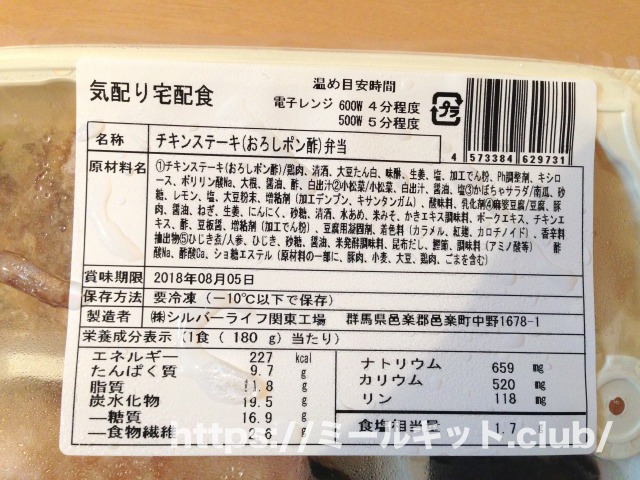 気配り宅配食
温め目安時間
電子レンジ 600W 4分程度
500W 5分程度
プラ
4 573384 629731
名称 チキンステーキ(おろしポン酢)弁当
原材料名 ①チキンステーキ(おろしポン酢)/鶏肉、清酒、大豆たん白、味醂、生姜、塩、加工でん粉、Ph調整剤、キシロ
ース、ポリリン酸Na、大根、醤油、酢、白出汁②小松菜/小松菜、白出汁、醤油、塩③かぼちゃサラダ/南瓜、砂
糖、レモン、塩、大豆粉末、増粘剤(加工デンプン、キサンタンガム)、調味料、乳化剤④麻婆豆腐/豆腐、豚
肉、醤油、ねぎ、生姜、にんにく、砂糖、清酒、水あめ、米みそ、かきエキス調味料、ポークエキス、チキンエ
キス、酢、豆板醤、増粘剤(加工でん粉)、豆腐用凝固剤、着色料(カラメル、紅麹、カロチノイド)、香辛料
抽出物⑤ひじき煮/人参、ひじき、砂糖、醤油、米発酵調味料、昆布だし、鰹節、調味料(アミノ酸等) 酢
酸Na、酢酸Ca、ショ糖エステル(原材料の一部に、豚肉、小麦、大豆、鶏肉、ごまを含む)
賞味期限 2018年08月05日
保存方法 要冷凍(−10℃以下で保存)
製造者 ㈱シルバーライフ関東工場 群馬県邑楽郡邑楽町中野1678-1
栄養成分表示(1食( 180 g)当たり)
エネルギー 227 kcal
たんぱく質 9.7 g
脂質 11.8 g
炭水化物 19.5 g
―糖質 16.9 g
―食物繊維 2.6 g
ナトリウム 659 mg
カリウム 520 mg
リン 118 mg
食塩相当量 1.7 g
https://ミールキット.club/